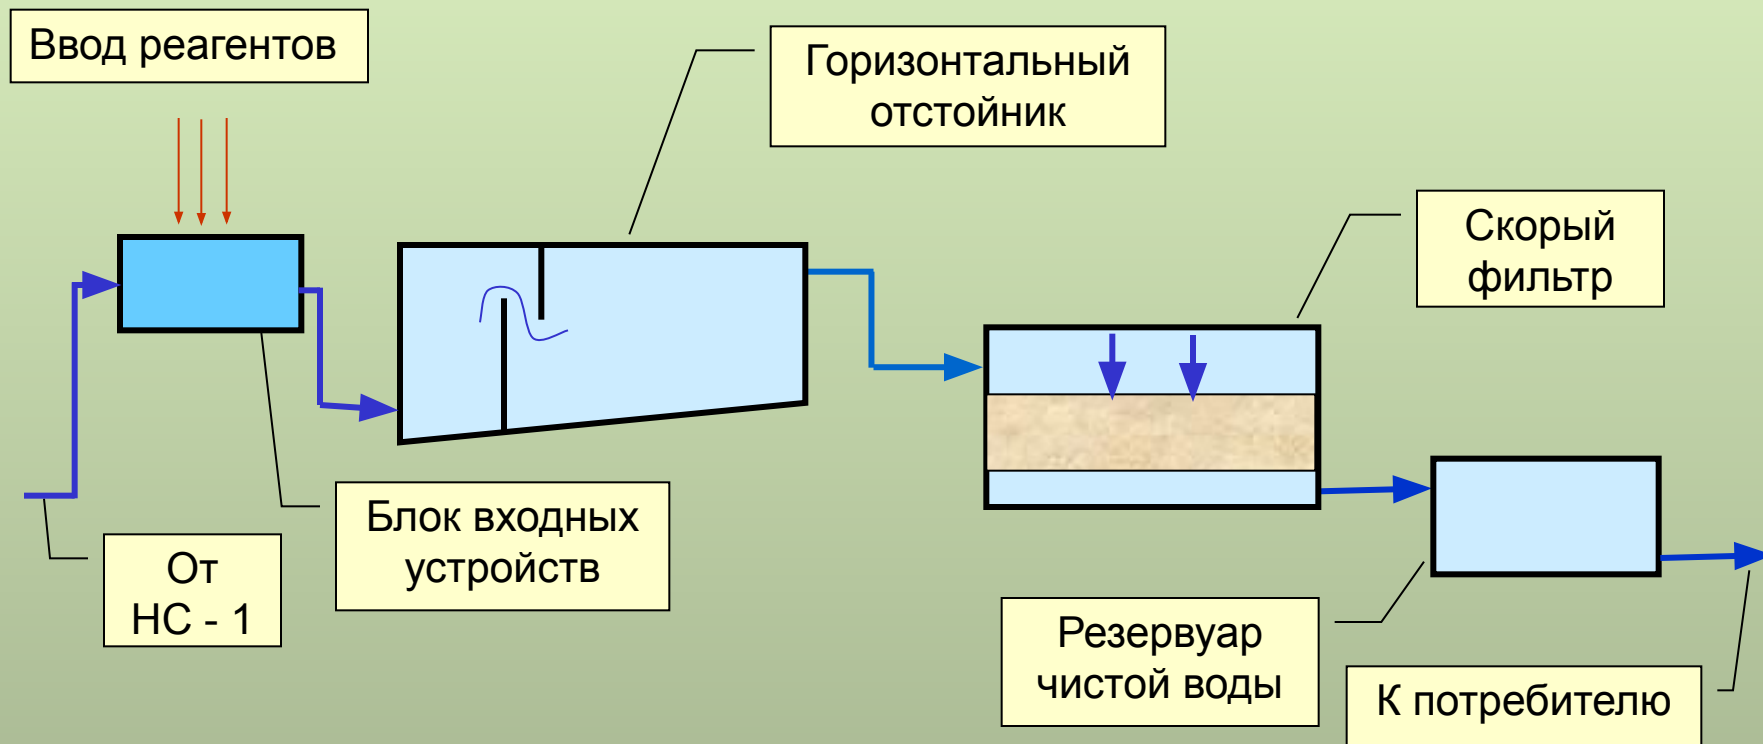 Ввод реагентов
Горизонтальный
отстойник
Скорый
фильтр
Блок входных
устройств
От
НС - 1
Резервуар
чистой воды
К потребителю